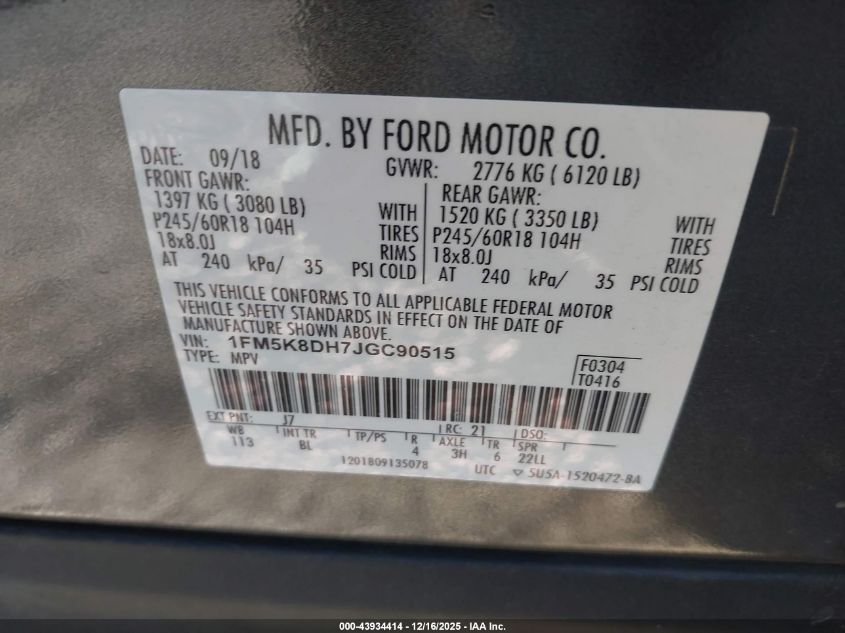 MFD. BY FORD MOTOR CO.
DATE: 09/18 GVWR: 2776 KG ( 6120 LB)
FRONT GAWR: REAR GAWR:
1397 KG ( 3080 LB) WITH 1520 KG ( 3350 LB) WITH
P245/60R18 104H TIRES P245/60R18 104H TIRES
18x8.0J RIMS 18x8.0J RIMS
AT 240 kPa/ 35 PSI COLD AT 240 kPa/ 35 PSI COLD
THIS VEHICLE CONFORMS TO ALL APPLICABLE FEDERAL MOTOR
VEHICLE SAFETY STANDARDS IN EFFECT ON THE DATE OF
MANUFACTURE SHOWN ABOVE.
VIN: 1FM5K8DH7JGC90515
TYPE: MPV
F0304
T0416
EXT PNT: J7 RC: 21 DSO:
WB INT TR TP/PS R AXLE TR SPR
113 BL 4 3H 6 22LL
1201809135078 UTC ▽ 5U5A-1520472-BA
000-43934414 - 12/16/2025 - IAA Inc.